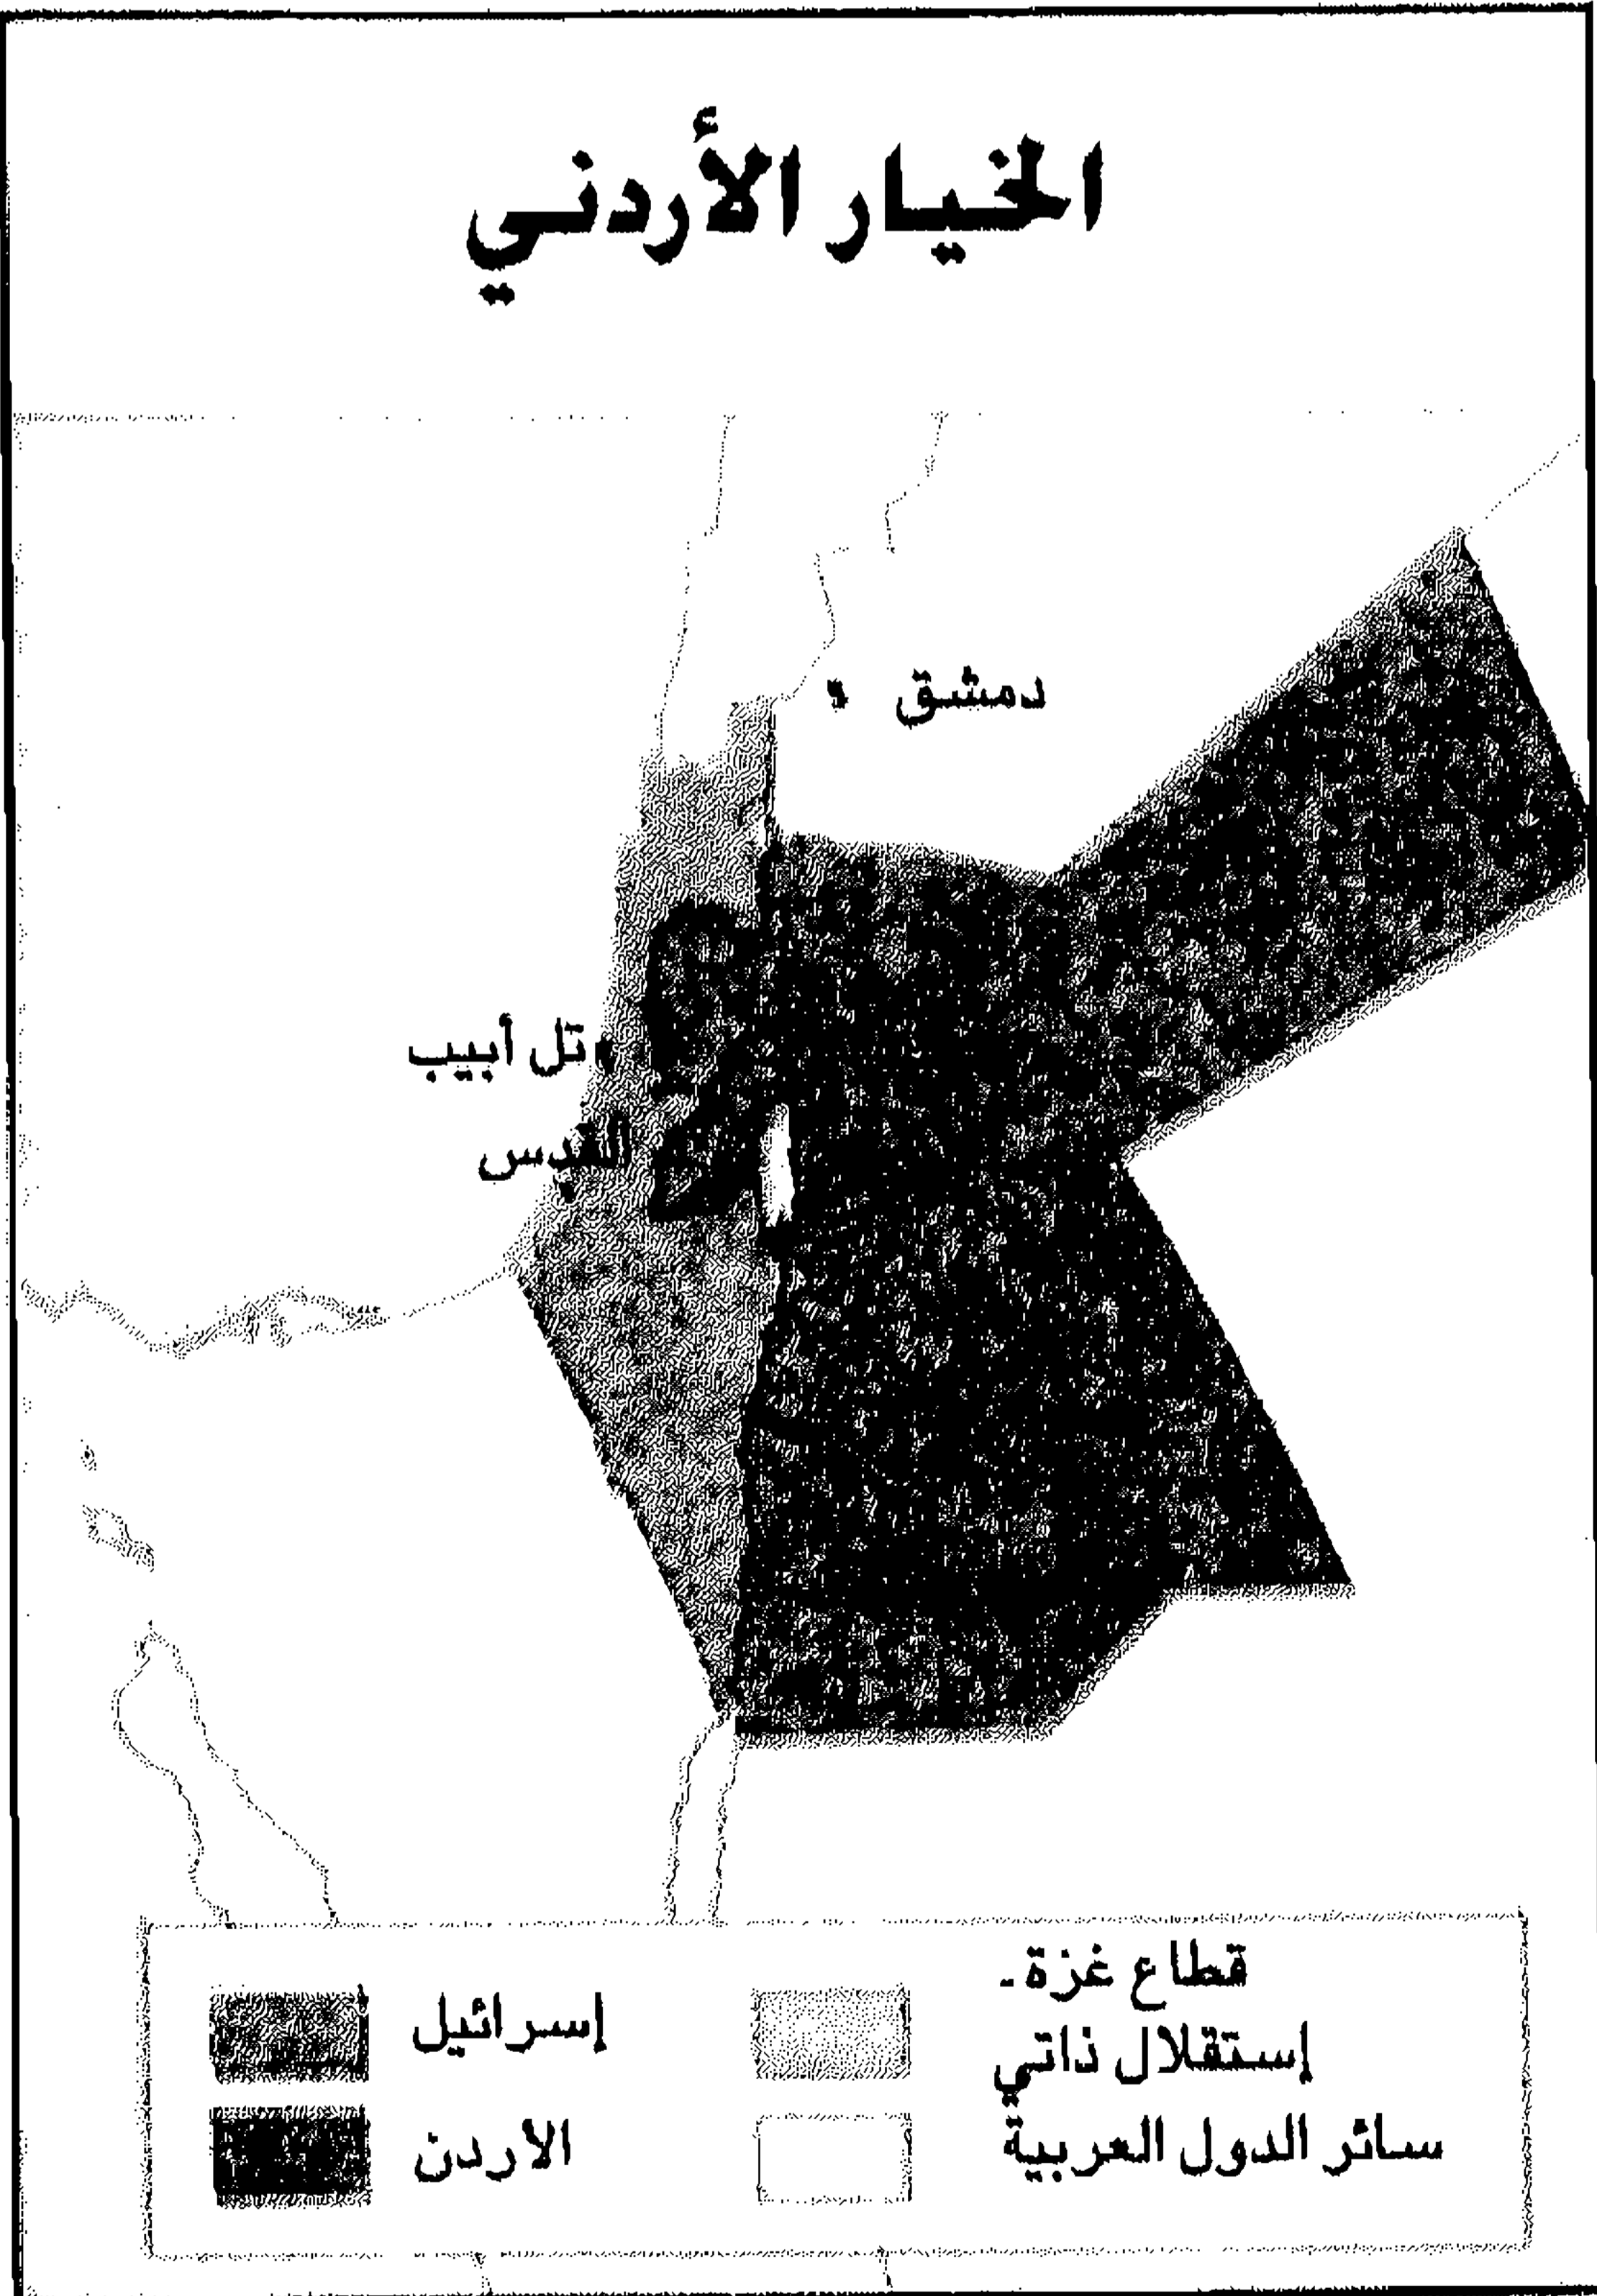 الخيار الأردني
دمشق
تل أبيب
القدس
قطاع غزة -
إستقلال ذاتي
إسرائيل
سائر الدول العربية
الاردن